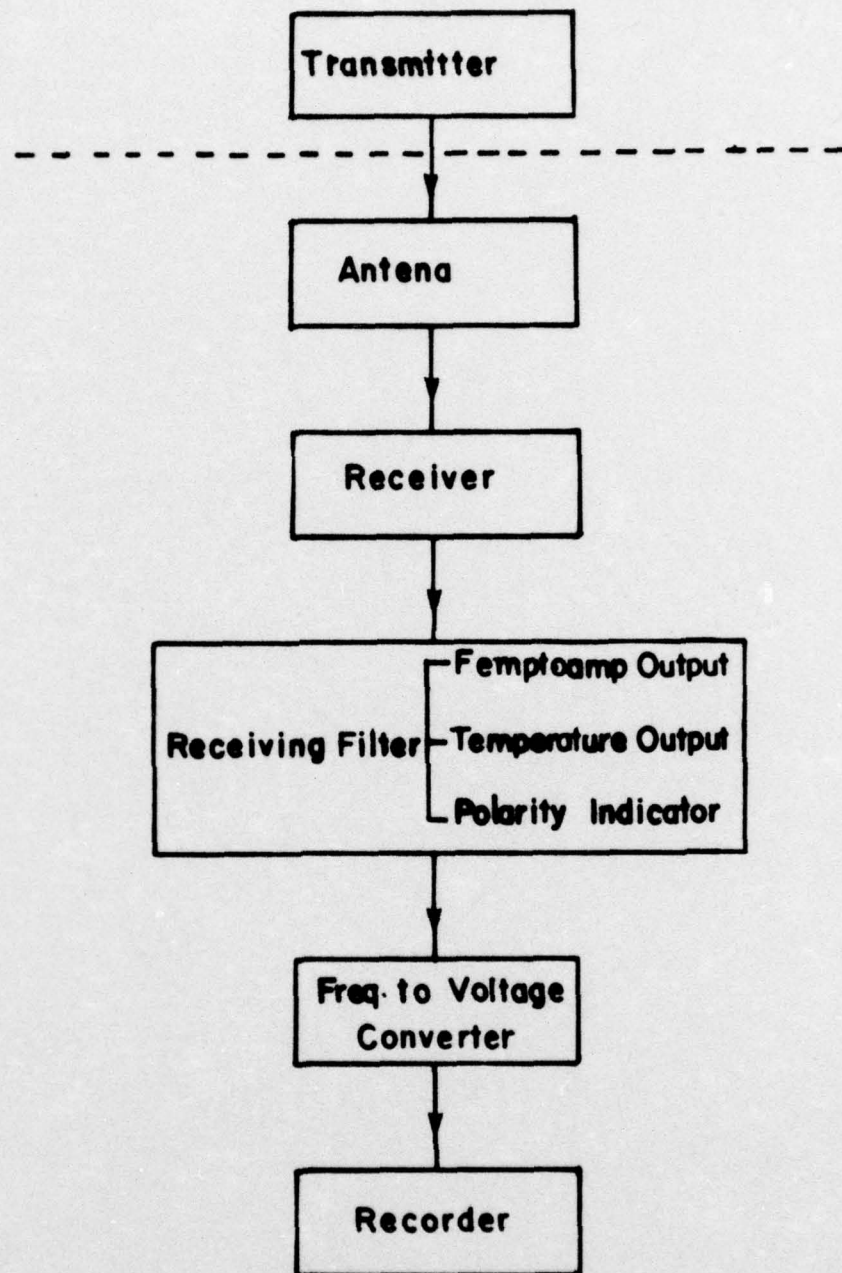 Transmitter
Antena
Receiver
Femptoamp Output
Receiving Filter
Temperature Output
Polarity Indicator
Freq. to Voltage
Converter
Recorder